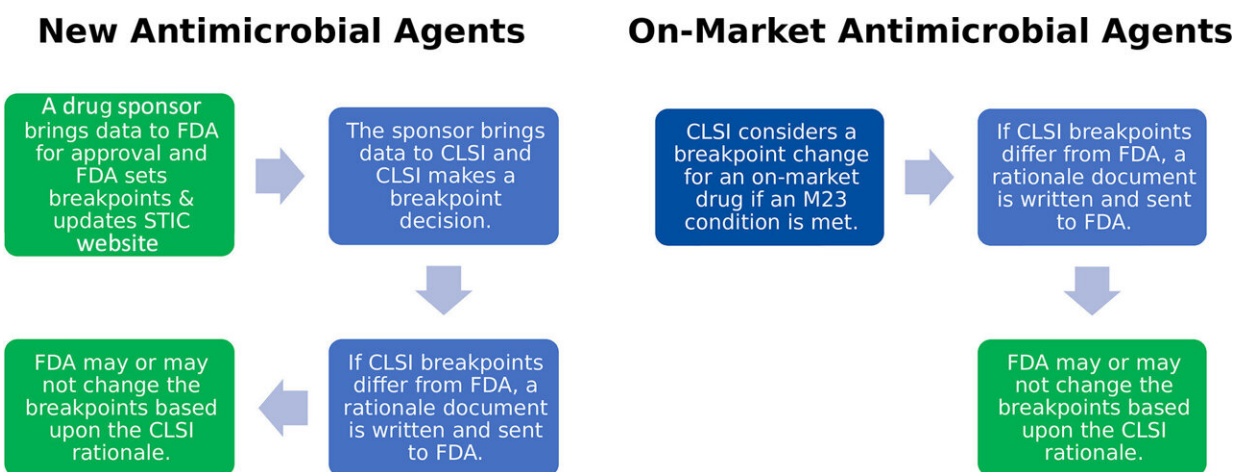 New Antimicrobial Agents
A drug sponsor
brings data to FDA
for approval and
FDA sets
breakpoints &
updates STIC
website
The sponsor brings
data to CLSI and
CLSI makes a
breakpoint
decision.
If CLSI breakpoints
differ from FDA, a
rationale document
is written and sent
to FDA.
FDA may or may
not change the
breakpoints based
upon the CLSI
rationale.
On-Market Antimicrobial Agents
CLSI considers a
breakpoint change
for an on-market
drug if an M23
condition is met.
If CLSI breakpoints
differ from FDA, a
rationale document
is written and sent
to FDA.
FDA may or may
not change the
breakpoints based
upon the CLSI
rationale.